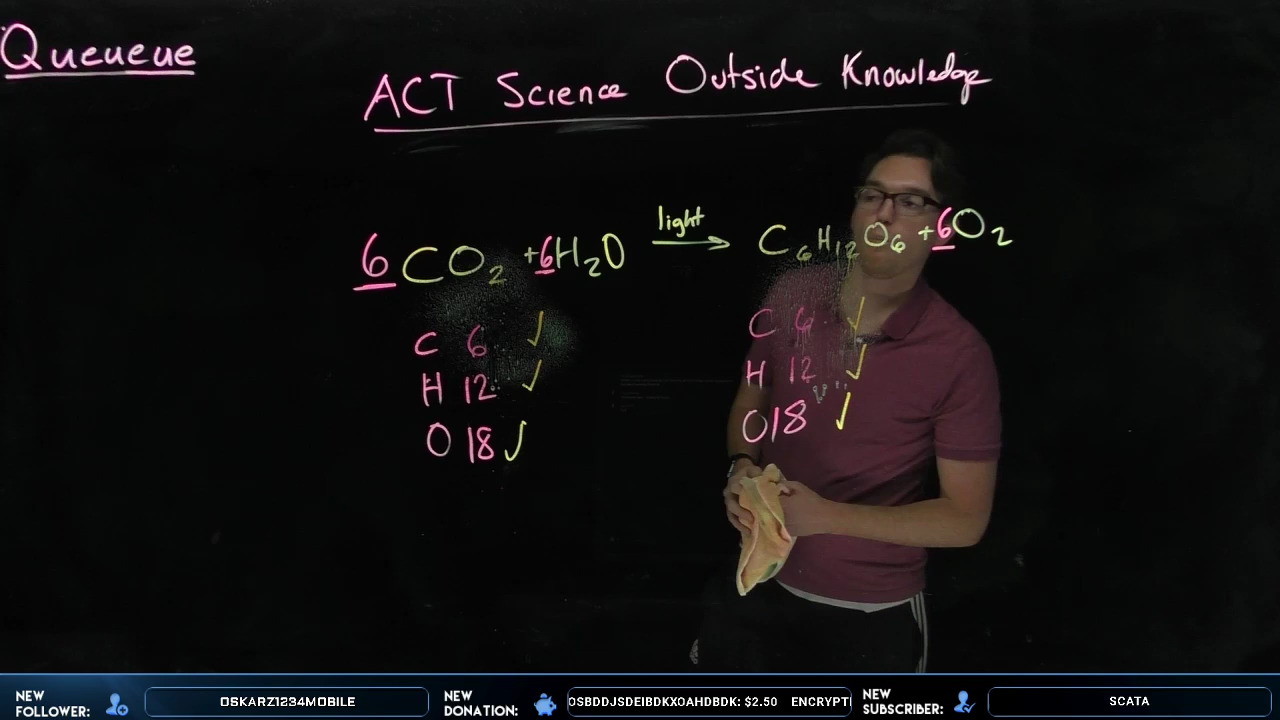 Queueue
ACT Science Outside Knowledge
light
6CO₂ + 6H₂O → C₆H₁₂O₆ + 6O₂
C 6 ✓ C 6 ✓
H 12 ✓ H 12 ✓
O 18 ✓ O 18 ✓
NEW FOLLOWER: OSKARZ1234MOBILE NEW DONATION: OSBDDJSDEIBDKXOAHDBDK: $2.50 ENCRYPTI NEW SUBSCRIBER: SCATA